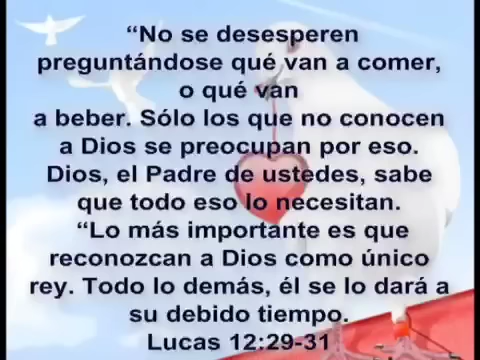 “No se desesperen
preguntándose qué van a comer,
o qué van
a beber. Sólo los que no conocen
a Dios se preocupan por eso.
Dios, el Padre de ustedes, sabe
que todo eso lo necesitan.
“Lo más importante es que
reconozcan a Dios como único
rey. Todo lo demás, él se lo dará a
su debido tiempo.
Lucas 12:29-31